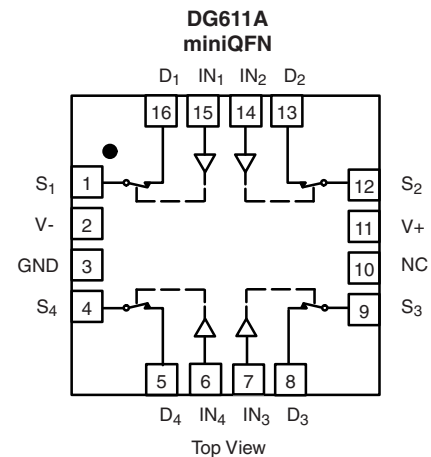 DG611A
miniQFN
D1 IN1 IN2 D2
16 15 14 13
S1 1 12 S2
V- 2 11 V+
GND 3 10 NC
S4 4 9 S3
5 6 7 8
D4 IN4 IN3 D3
Top View